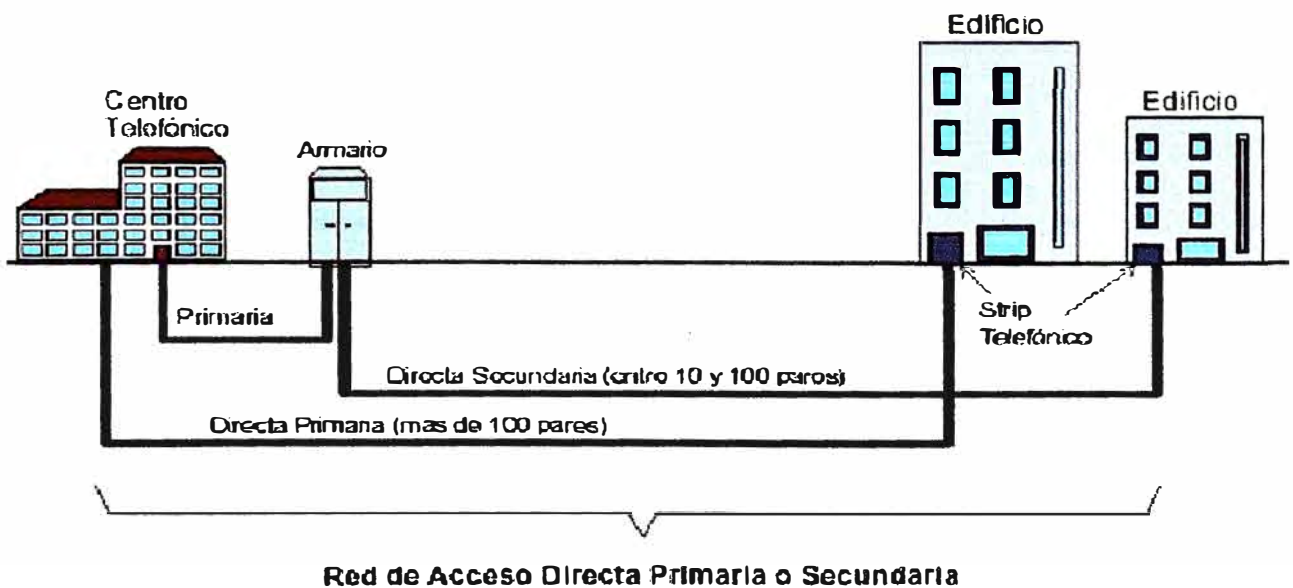 Edificio
Edificio
Centro
Telefónico
Armario
Primaria
Strip
Telefónico
Directa Secundaria (entre 10 y 100 pares)
Directa Primaria (mas de 100 pares)
Red de Acceso Directa Primaria o Secundaria